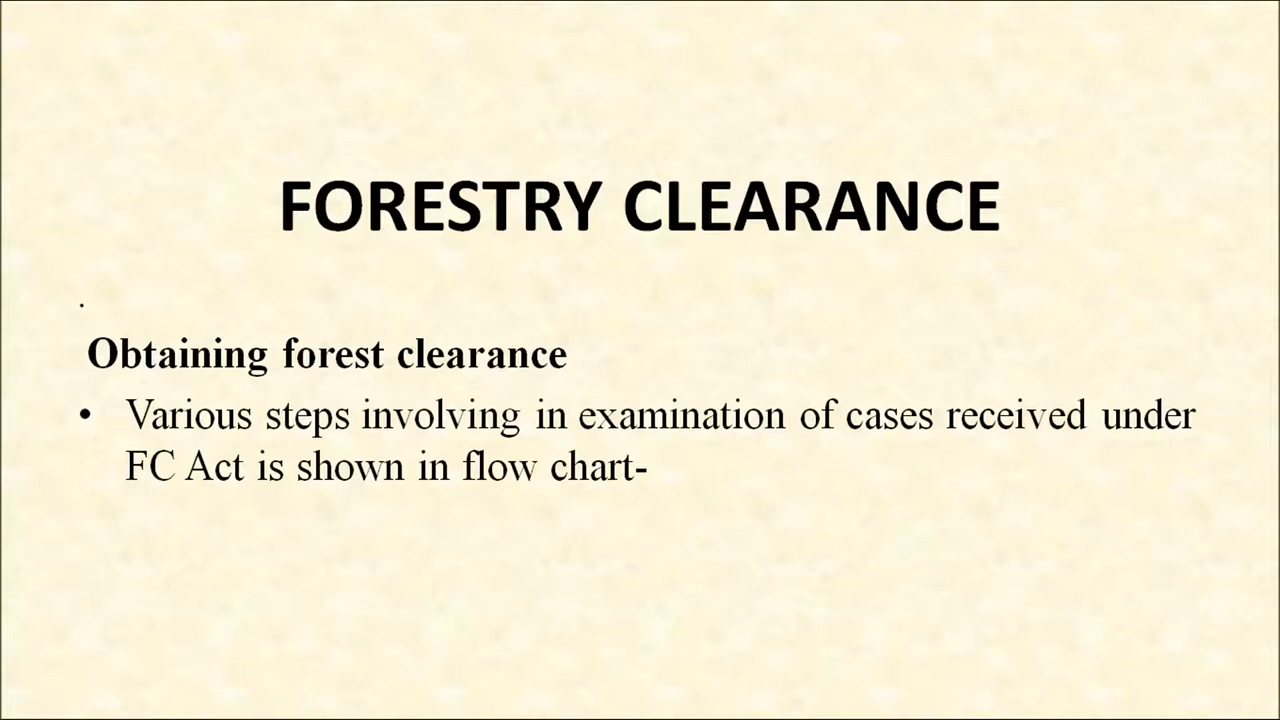 FORESTRY CLEARANCE
.
Obtaining forest clearance
• Various steps involving in examination of cases received under
FC Act is shown in flow chart-